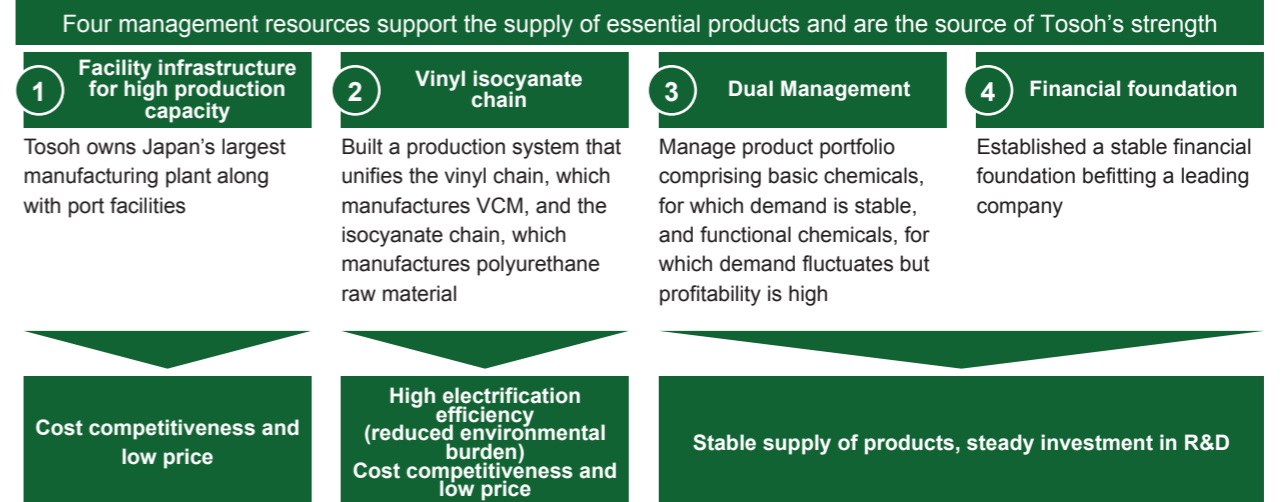 Four management resources support the supply of essential products and are the source of Tosoh’s strength
1
Facility infrastructure
for high production
capacity
Tosoh owns Japan’s largest
manufacturing plant along
with port facilities
Cost competitiveness and
low price
2
Vinyl isocyanate
chain
Built a production system that
unifies the vinyl chain, which
manufactures VCM, and the
isocyanate chain, which
manufactures polyurethane
raw material
High electrification
efficiency
(reduced environmental
burden)
Cost competitiveness and
low price
3
Dual Management
Manage product portfolio
comprising basic chemicals,
for which demand is stable,
and functional chemicals, for
which demand fluctuates but
profitability is high
4
Financial foundation
Established a stable financial
foundation befitting a leading
company
Stable supply of products, steady investment in R&D